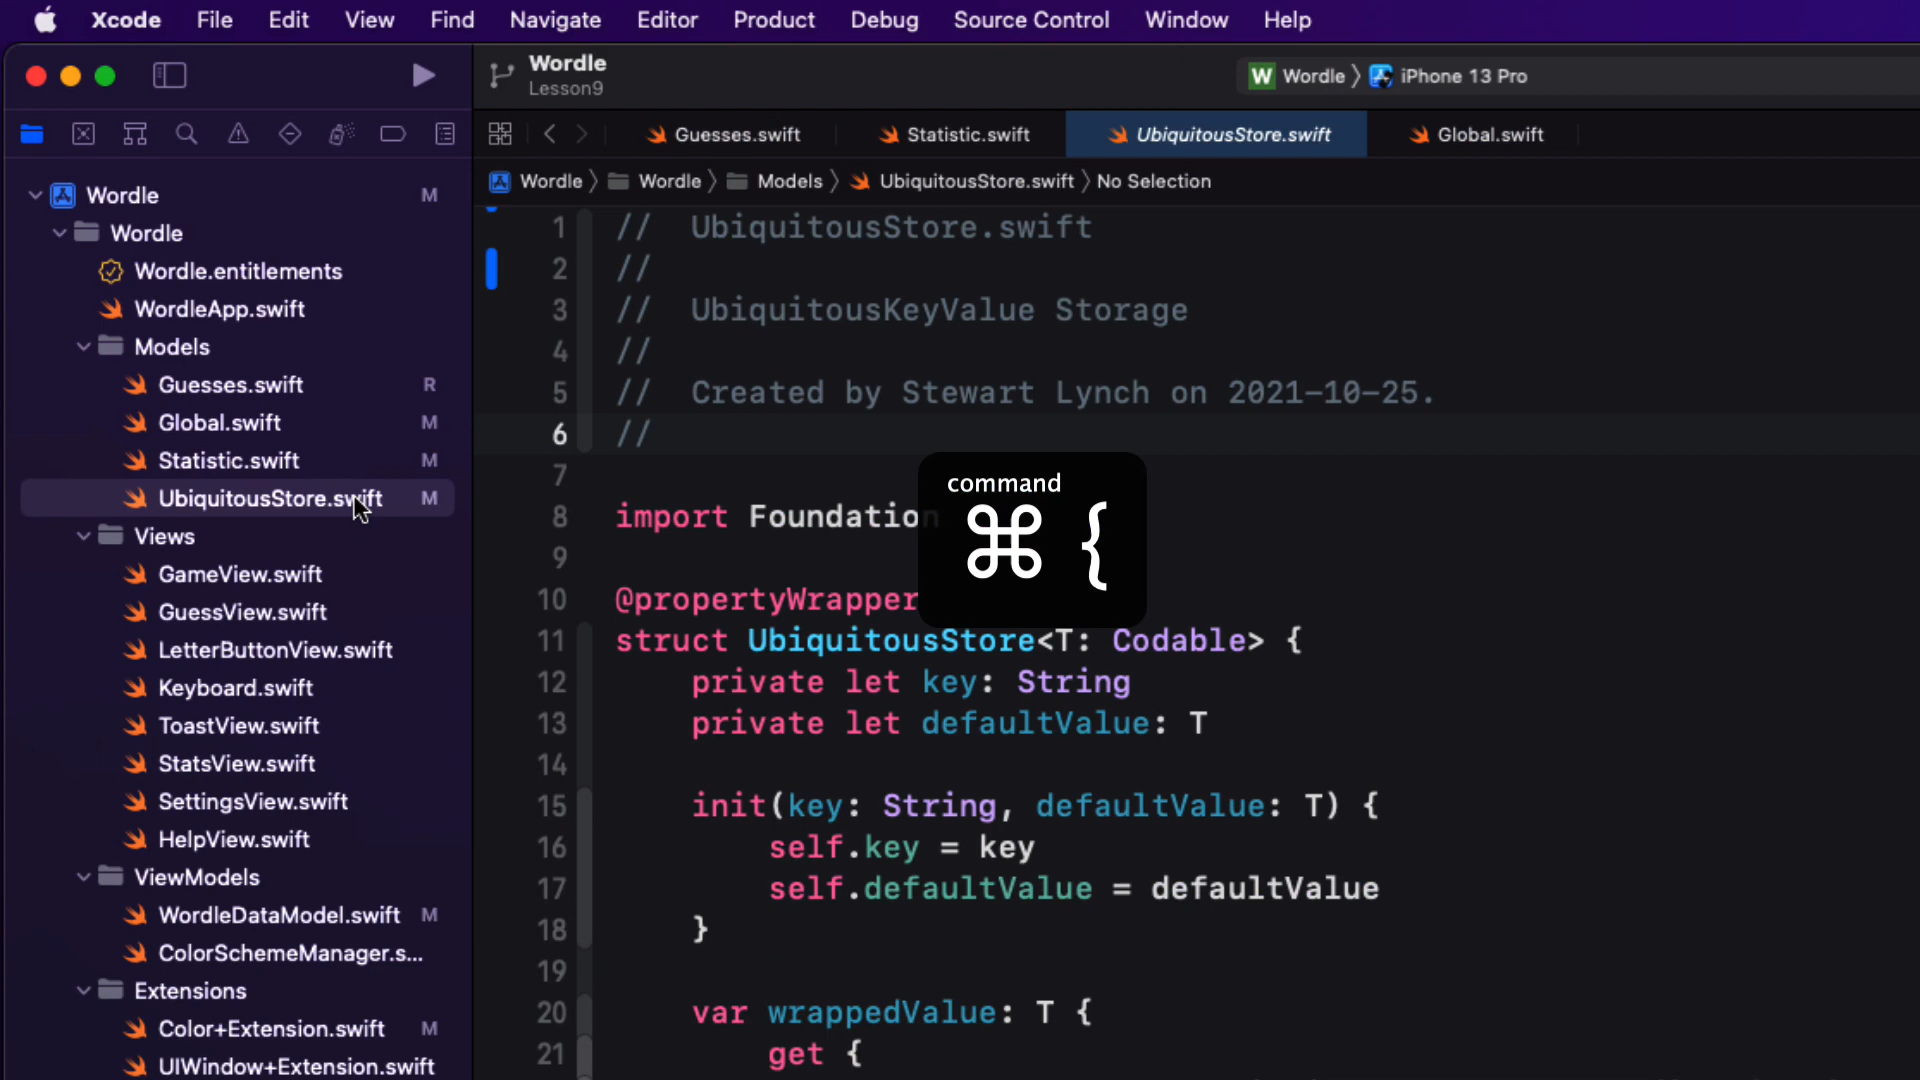 Xcode File Edit View Find Navigate Editor Product Debug Source Control Window Help
Wordle
Lesson9
W Wordle iPhone 13 Pro
Guesses.swift Statistic.swift UbiquitousStore.swift Global.swift
Wordle Wordle Models UbiquitousStore.swift No Selection
Wordle M
Wordle
Wordle.entitlements
WordleApp.swift
Models
Guesses.swift R
Global.swift M
Statistic.swift M
UbiquitousStore.swift M
Views
GameView.swift
GuessView.swift
LetterButtonView.swift
Keyboard.swift
ToastView.swift
StatsView.swift
SettingsView.swift
HelpView.swift
ViewModels
WordleDataModel.swift M
ColorSchemeManager.s...
Extensions
Color+Extension.swift M
UIWindow+Extension.swift
1 // UbiquitousStore.swift
2 //
3 // UbiquitousKeyValue Storage
4 //
5 // Created by Stewart Lynch on 2021-10-25.
6 //
7
8 import Foundation
9
10 @propertyWrapper
11 struct UbiquitousStore<T: Codable> {
12 private let key: String
13 private let defaultValue: T
14
15 init(key: String, defaultValue: T) {
16 self.key = key
17 self.defaultValue = defaultValue
18 }
19
20 var wrappedValue: T {
21 get {
command
⌘ {